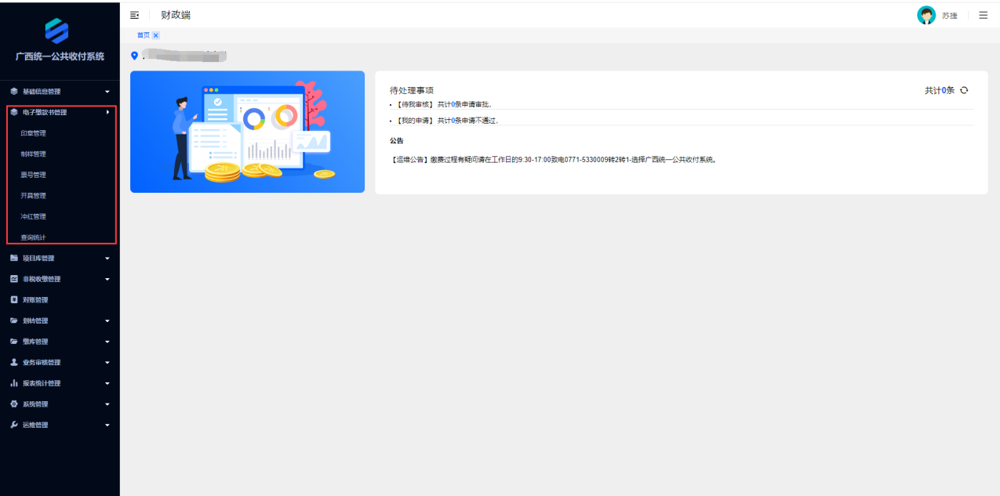 财政端
苏捷
首页
广西统一公共收付系统
基础信息管理
电子缴款书管理
印章管理
制样管理
票号管理
开具管理
冲红管理
查询统计
项目库管理
非税收缴管理
对账管理
划转管理
缴库管理
业务审核管理
报表统计管理
系统管理
运维管理
待处理事项
共计0条
【待我审核】 共计0条申请审批,
【我的申请】 共计0条申请不通过,
公告
【运维公告】缴费过程有疑问请在工作日的9:30-17:00致电0771-5330009转2转1-选择广西统一公共收付系统。